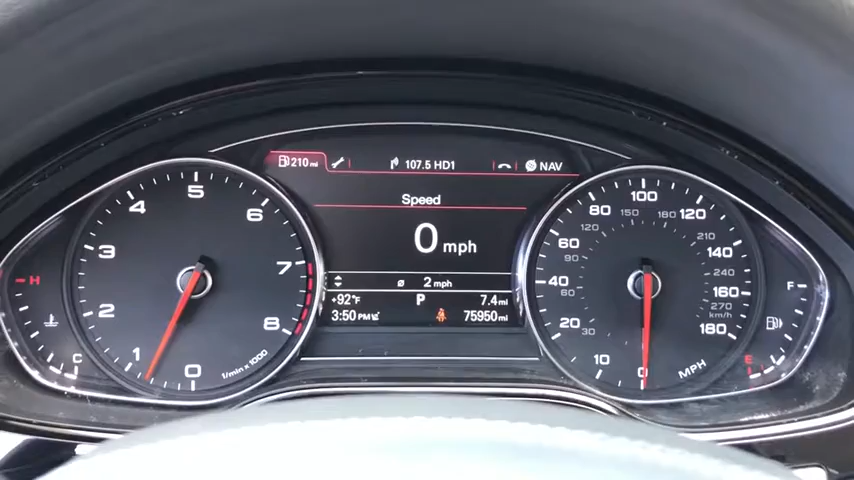 210 mi
107.5 HD1
NAV
Speed
0 mph
ø 2 mph
+92°F P 7.4 mi
3:50 PM 75950 mi
0
1
2
3
4
5
6
7
8
1/min x 1000
H
C
0
10
20
40
60
80
100
120
140
160
180
MPH
30
60
90
120
150
180
210
240
270
km/h
F
E